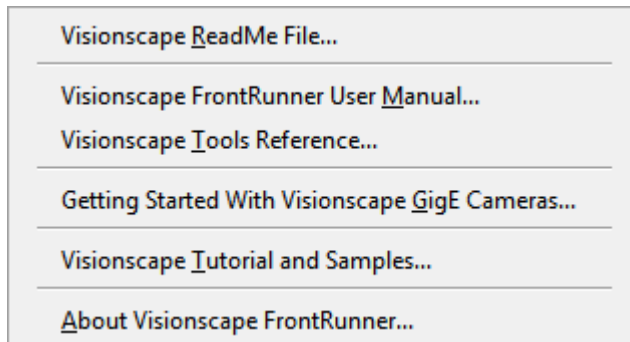 Visionscape ReadMe File...
Visionscape FrontRunner User Manual...
Visionscape Tools Reference...
Getting Started With Visionscape GigE Cameras...
Visionscape Tutorial and Samples...
About Visionscape FrontRunner...